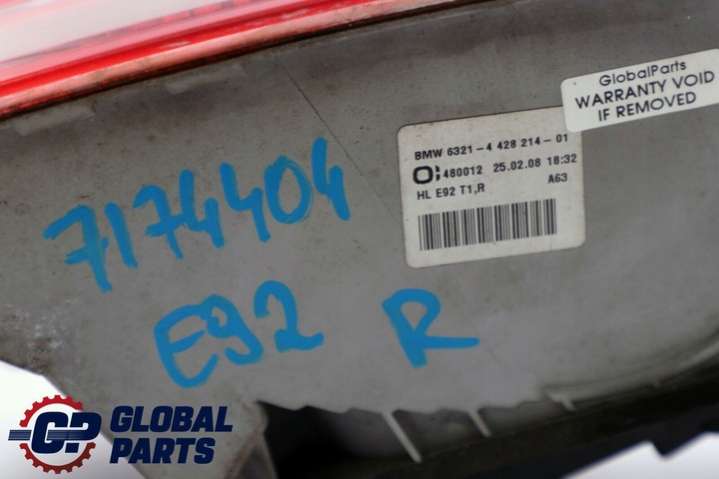 GlobalParts
WARRANTY VOID
IF REMOVED
BMW 6321-4 428 214-01
480012 25.02.08 18:32
HL E92 T1,R A63
7174404
E92 R
GP GLOBAL
PARTS